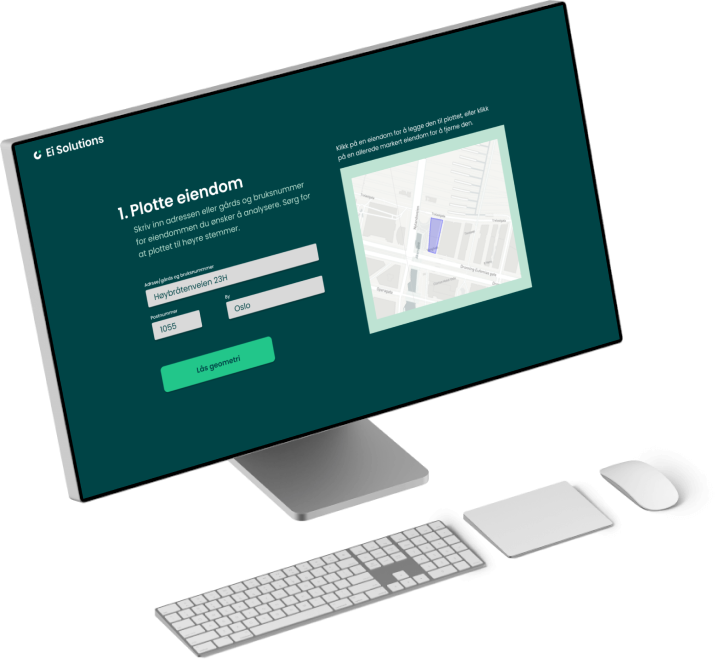 Ei Solutions
1. Plotte eiendom
Skriv inn adressen eller gårds og bruksnummer
for eiendommen du ønsker å analysere. Sørg for
at plottet til høyre stemmer.
Adresse/gårds og bruksnummer
Høybråtenveien 23H
Postnummer
1055
By
Oslo
Lås geometri
Klikk på en eiendom for å legge den til plottet, eller klikk
på en allerede markert eiendom for å fjerne den.